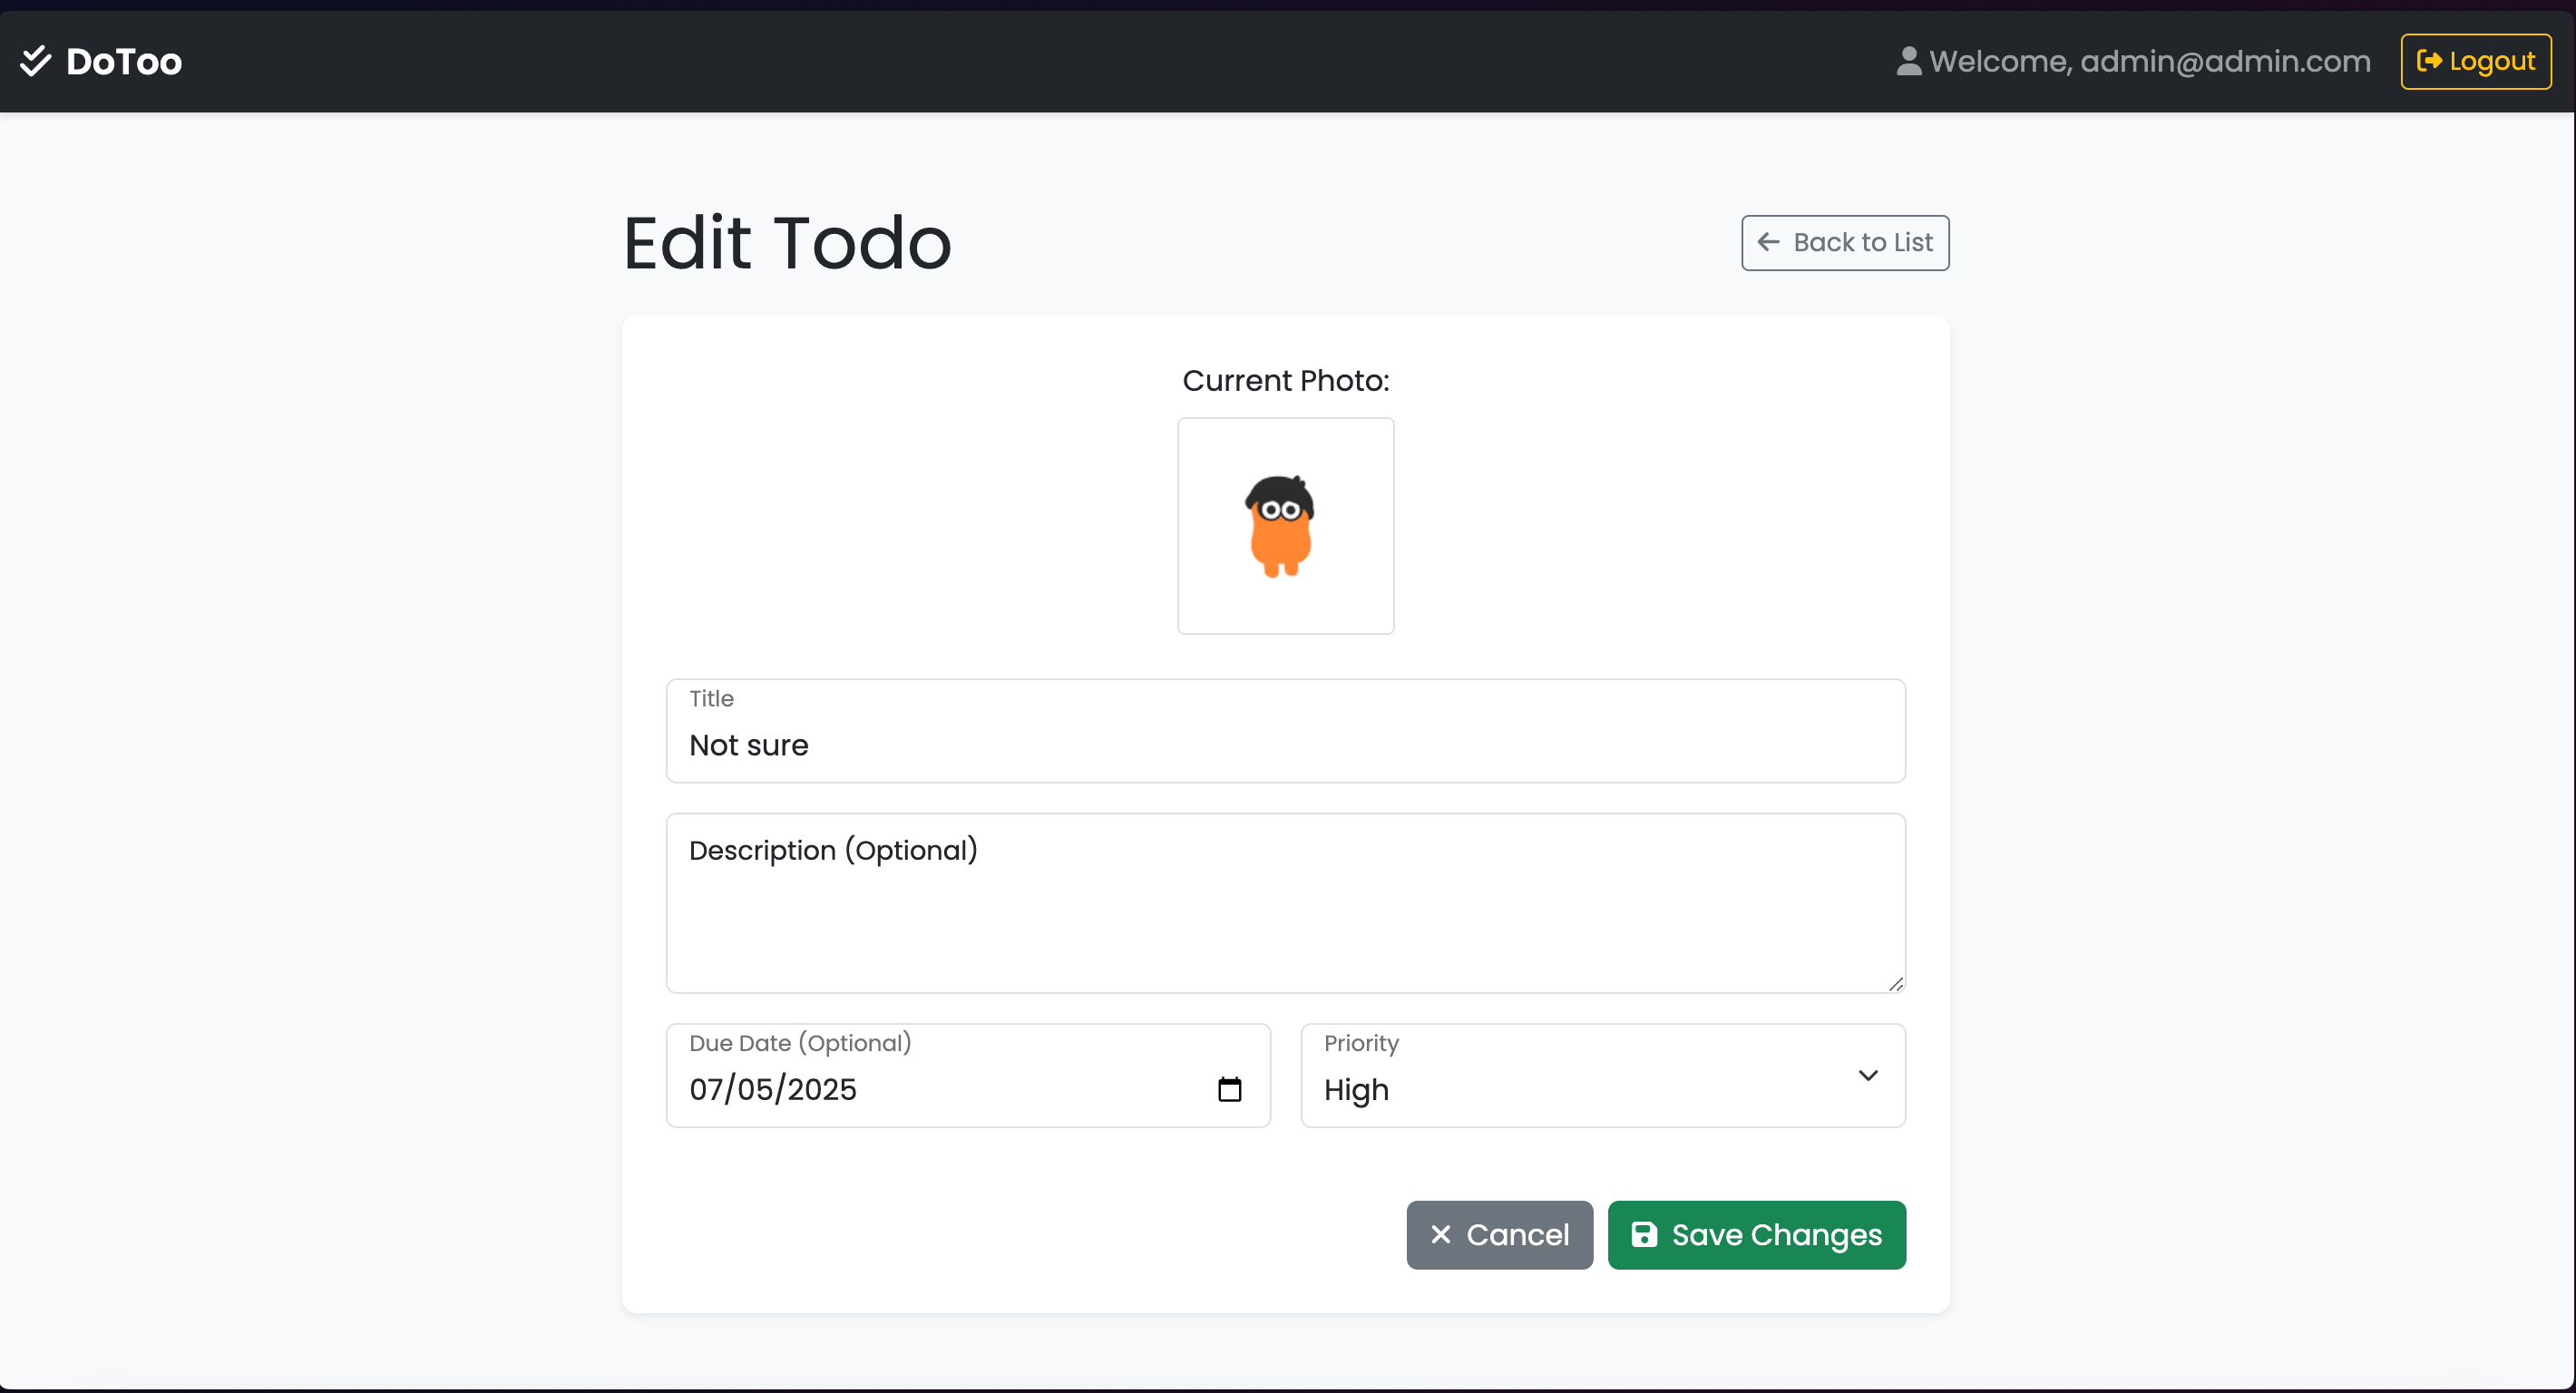 DoToo
Welcome, admin@admin.com
Logout
Edit Todo
Back to List
Current Photo:
Title
Not sure
Description (Optional)
Due Date (Optional)
07/05/2025
Priority
High
Cancel
Save Changes